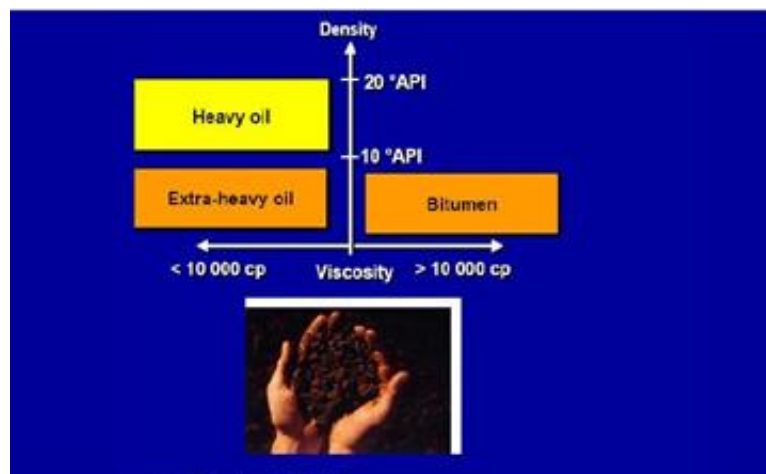 Density
20 °API
Heavy oil
10 °API
Extra-heavy oil
Bitumen
< 10 000 cp
Viscosity
> 10 000 cp